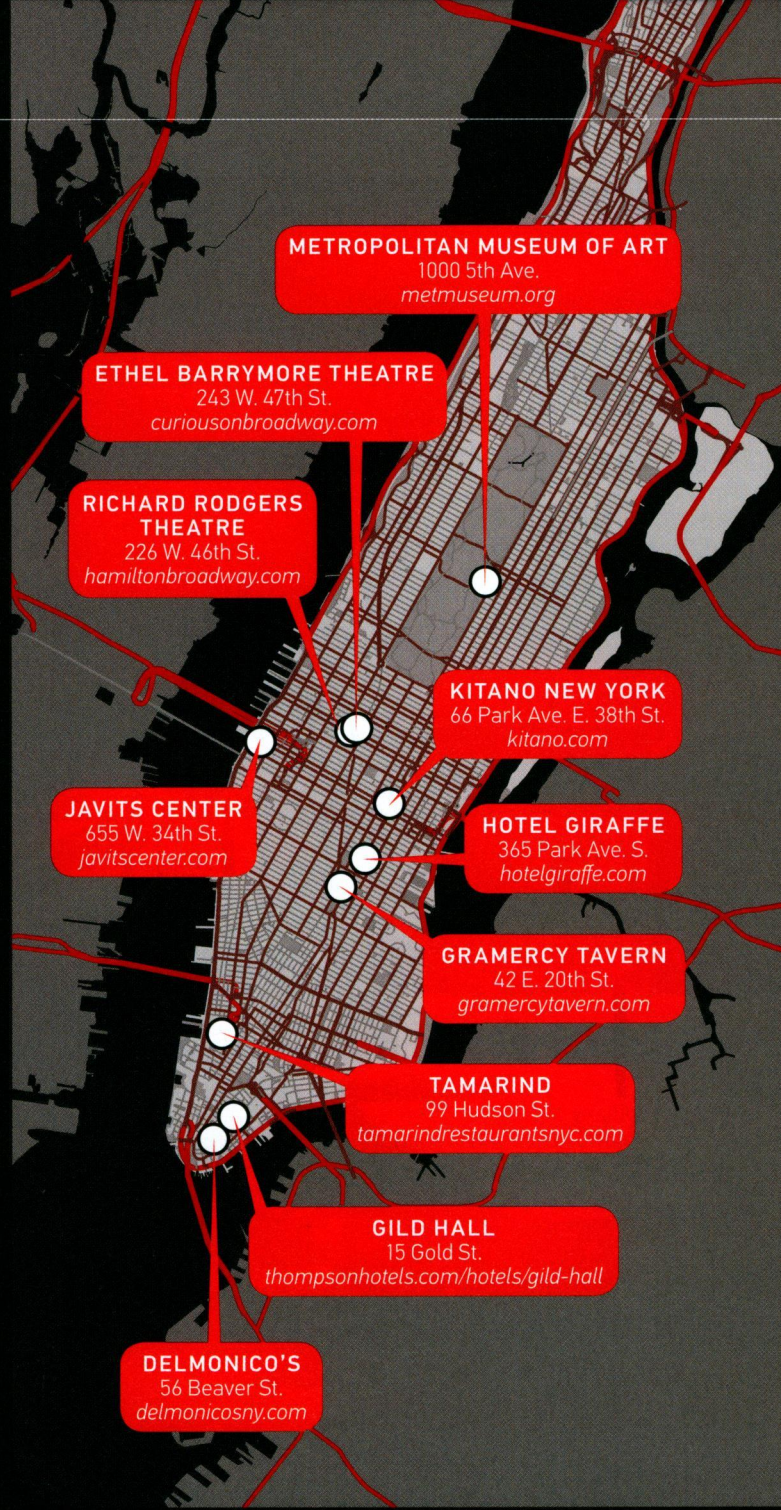 METROPOLITAN MUSEUM OF ART
1000 5th Ave.
metmuseum.org
ETHEL BARRYMORE THEATRE
243 W. 47th St.
curiousonbroadway.com
RICHARD RODGERS
THEATRE
226 W. 46th St.
hamiltonbroadway.com
KITANO NEW YORK
66 Park Ave. E. 38th St.
kitano.com
JAVITS CENTER
655 W. 34th St.
javitscenter.com
HOTEL GIRAFFE
365 Park Ave. S.
hotelgiraffe.com
GRAMERCY TAVERN
42 E. 20th St.
gramercytavern.com
TAMARIND
99 Hudson St.
tamarindrestaurantsnyc.com
GILD HALL
15 Gold St.
thompsonhotels.com/hotels/gild-hall
DELMONICO'S
56 Beaver St.
delmonicosny.com